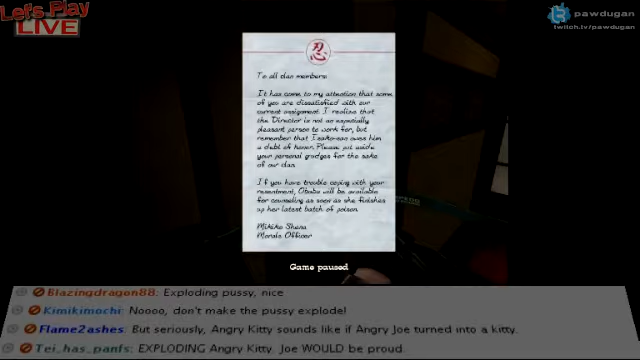 Let's Play
LIVE
pawdugan
twitch.tv/pawdugan
忍
To all clan members:
It has come to my attention that some
of you are dissatisfied with our
current assignment. I realize that
the Director is not an especially
pleasant person to work for, but
remember that Isako-san owes him
a debt of honor. Please put aside
your personal grudges for the sake
of our clan.
If you have trouble coping with your
resentment, Obaba will be available
for counseling as soon as she finishes
up her latest batch of poison.
Mikiko Shena
Morale Officer
Game paused
Blazingdragon88: Exploding pussy, nice
Kimikimochi: Noooo, don't make the pussy explode!
Flame2ashes: But seriously, Angry Kitty sounds like if Angry Joe turned into a kitty.
Tei_has_panfs: EXPLODING Angry Kitty. Joe WOULD be proud.